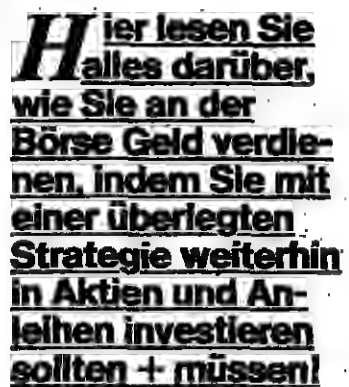 Hier lesen Sie
alles darüber,
wie Sie an der
Börse Geld verdie-
nen, indem Sie mit
einer überlegten
Strategie weiterhin
in Aktien und An-
leihen investieren
sollten + müssen!